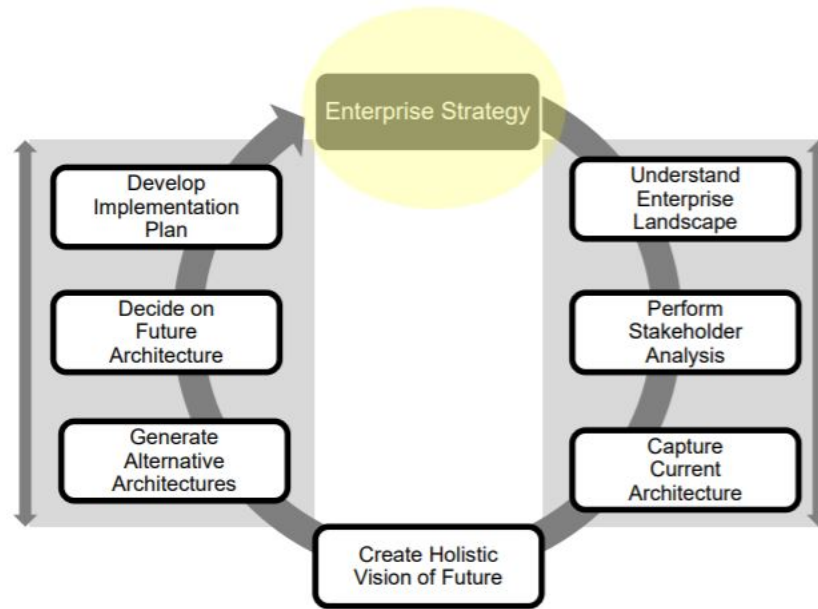 Enterprise Strategy
Understand
Enterprise
Landscape
Perform
Stakeholder
Analysis
Capture
Current
Architecture
Create Holistic
Vision of Future
Generate
Alternative
Architectures
Decide on
Future
Architecture
Develop
Implementation
Plan